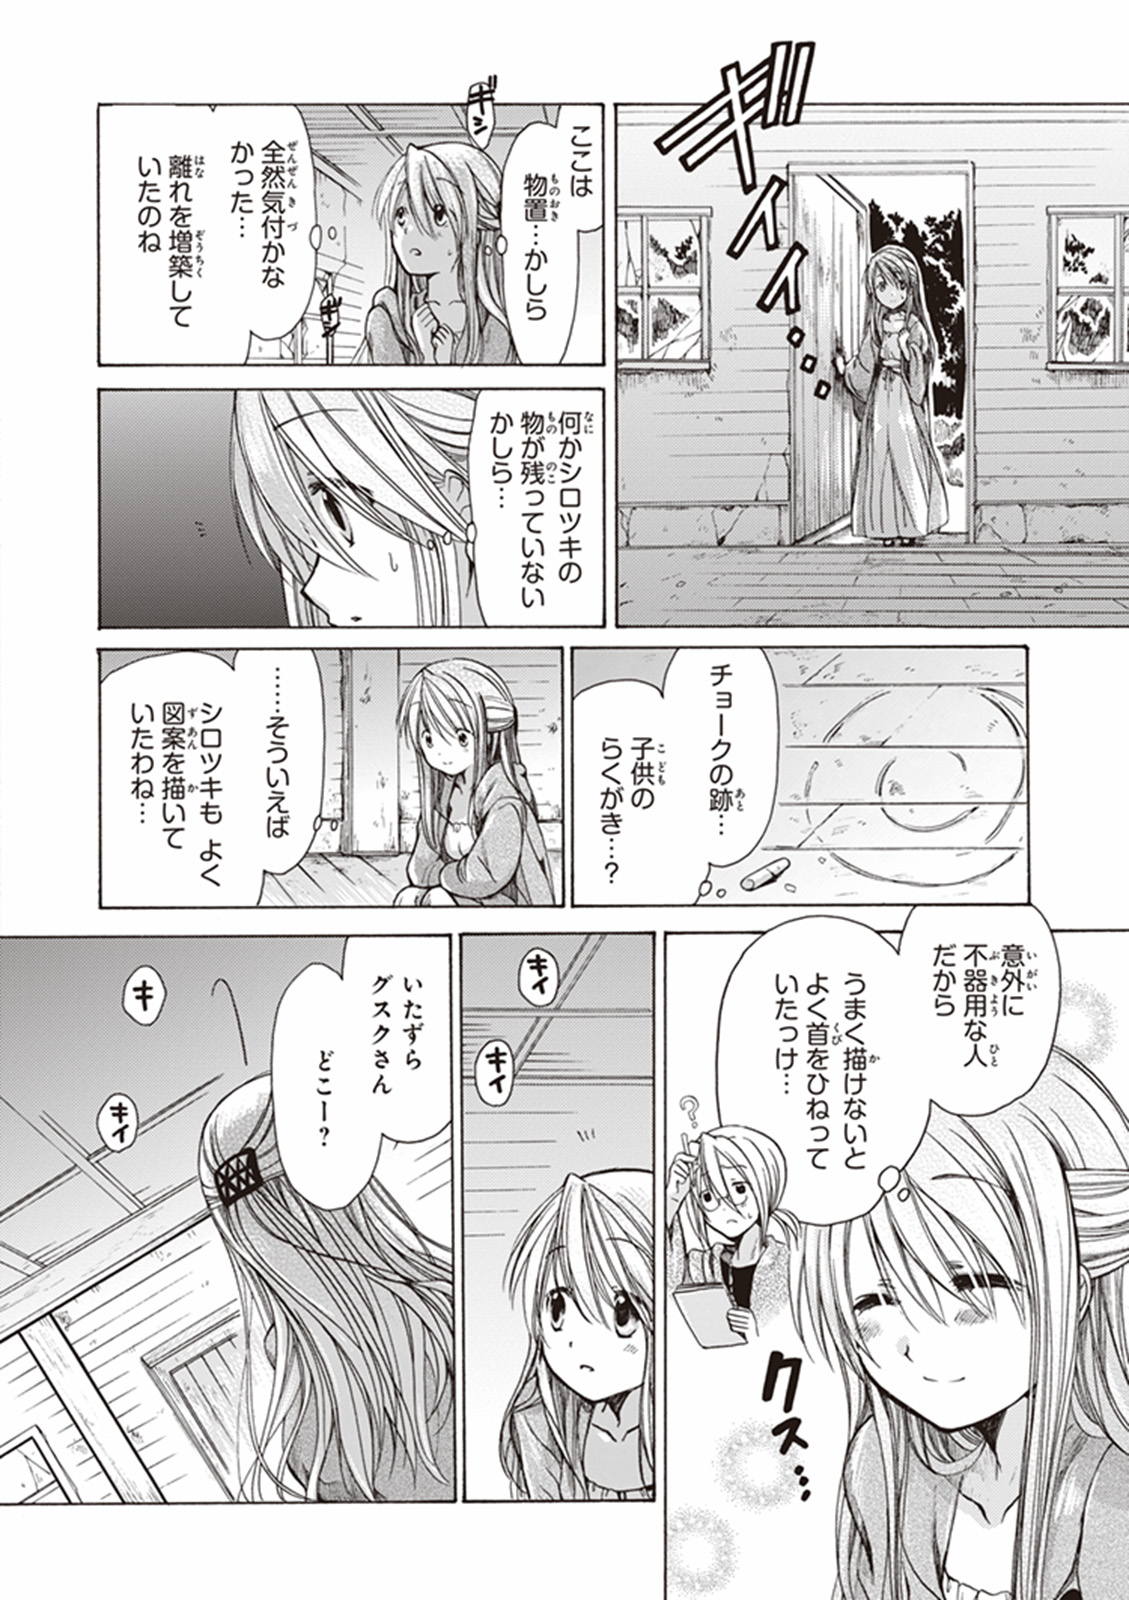 ギィィィ…
ここは
物置…かしら
ギシ
全然気付かな
かった…
離れを増築して
いたのね
ギシ
何かシロツキの
物が残っていない
かしら…
チョークの跡…
子供の
らくがき…?
……そういえば
シロツキも よく
図案を描いて
いたわね…
意外に
不器用な人
だから
うまく描けないと
よく首をひねって
いたっけ…
?
クスッ…
キィ
キィ
いたずら
グスクさん
どこー?
キ
キィ